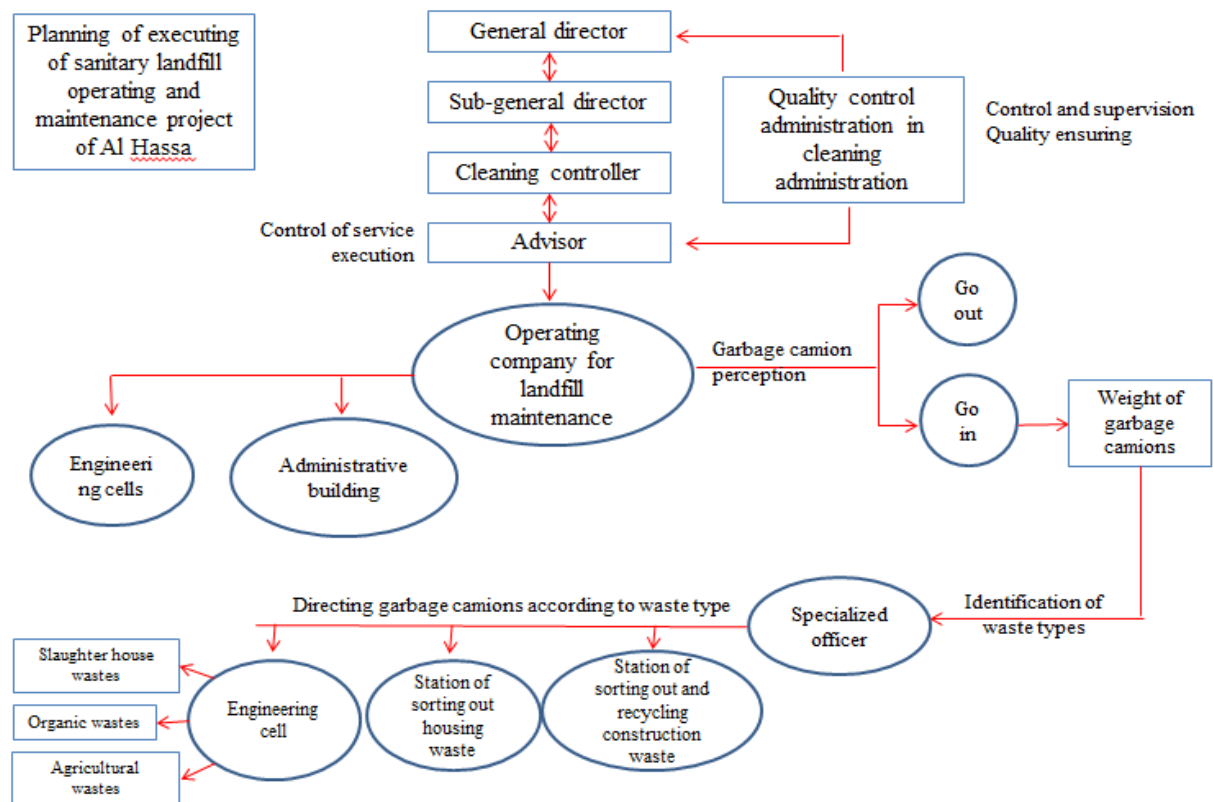 Planning of executing
of sanitary landfill
operating and
maintenance project
of Al Hassa
General director
Sub-general director
Cleaning controller
Advisor
Control of service
execution
Quality control
administration in
cleaning
administration
Control and supervision
Quality ensuring
Operating
company for
landfill
maintenance
Garbage camion
perception
Go
out
Go
in
Weight of
garbage
camions
Engineeri
ng cells
Administrative
building
Identification of
waste types
Specialized
officer
Directing garbage camions according to waste type
Station of
sorting out and
recycling
construction
waste
Station of
sorting out
housing
waste
Engineering
cell
Slaughter house
wastes
Organic wastes
Agricultural
wastes